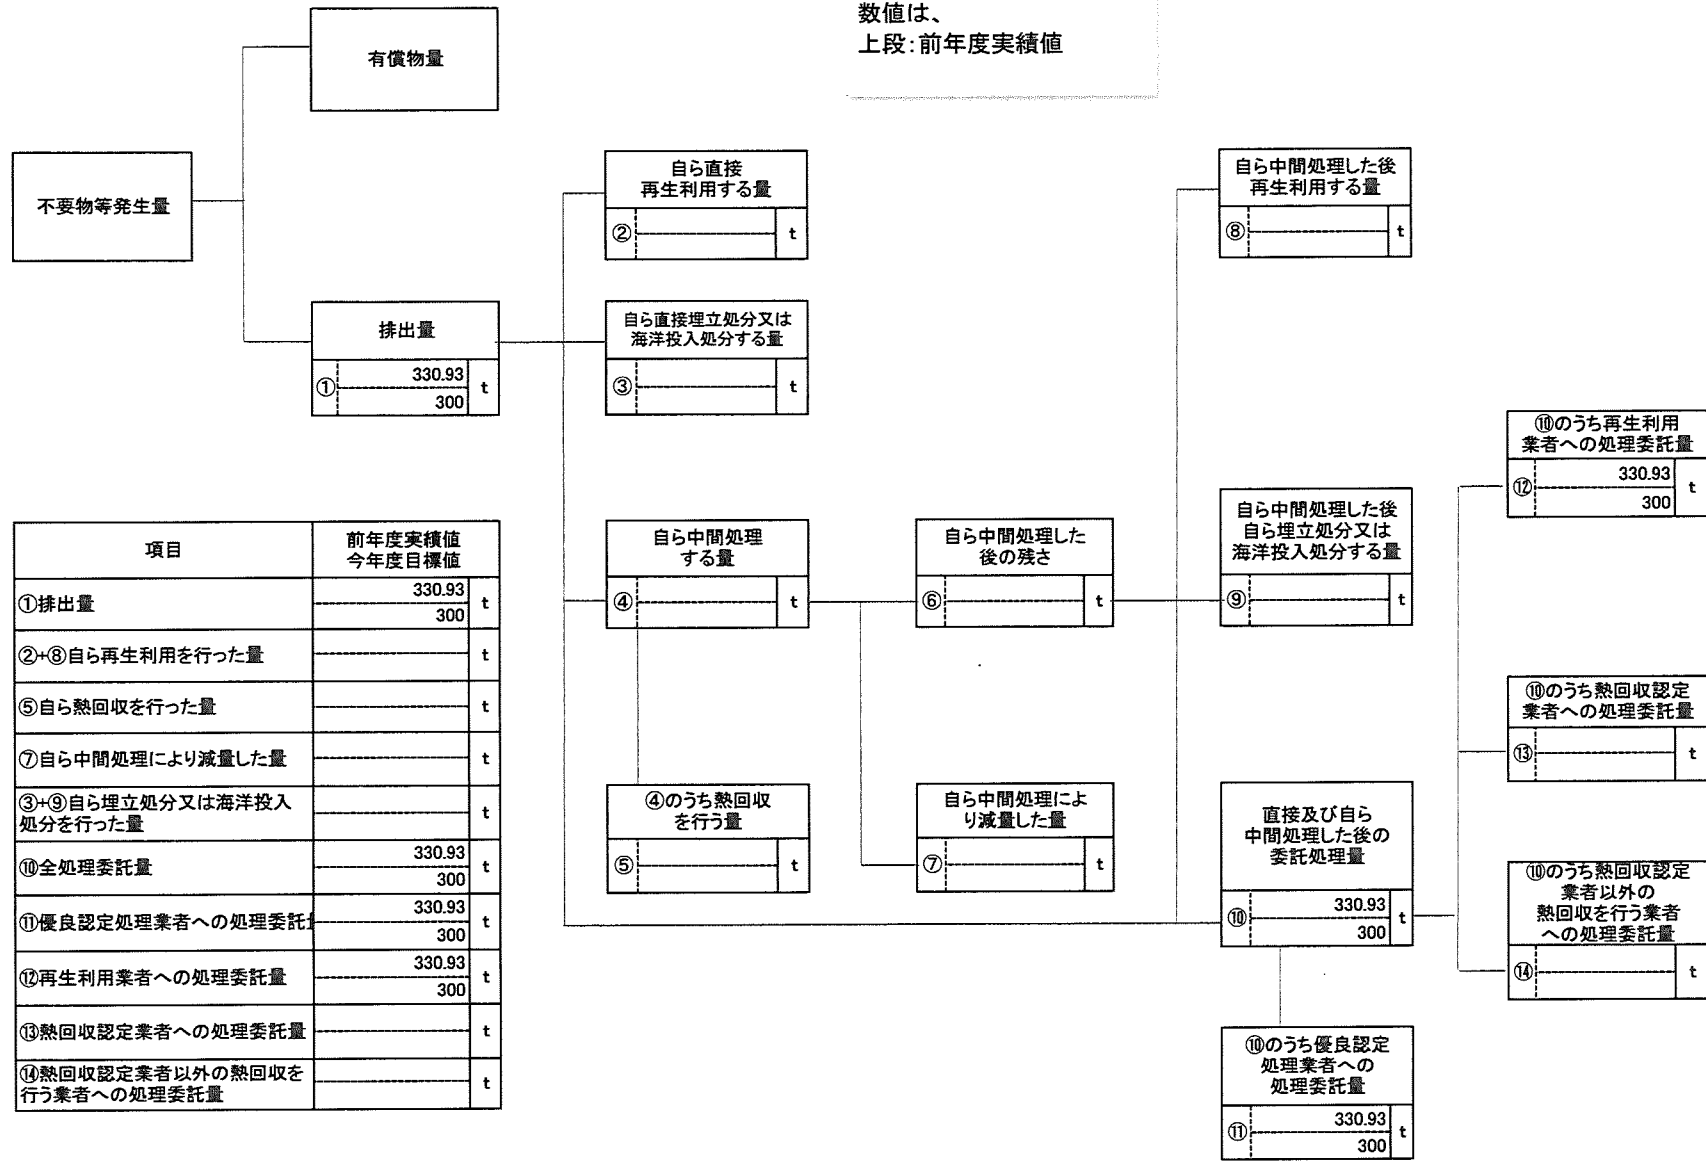 数値は、
上段：前年度実績値
有償物量
不要物等発生量
排出量
① 330.93 t
300
自ら直接
再生利用する量
② t
自ら直接埋立処分又は
海洋投入処分する量
③ t
自ら中間処理
する量
④ t
④のうち熱回収
を行う量
⑤ t
自ら中間処理した
後の残さ
⑥ t
自ら中間処理によ
り減量した量
⑦ t
自ら中間処理した後
再生利用する量
⑧ t
自ら中間処理した後
自ら埋立処分又は
海洋投入処分する量
⑨ t
直接及び自ら
中間処理した後の
委託処理量
⑩ 330.93 t
300
⑩のうち優良認定
処理業者への
処理委託量
⑪ 330.93 t
300
⑩のうち再生利用
業者への処理委託量
⑫ 330.93 t
300
⑩のうち熱回収認定
業者への処理委託量
⑬ t
⑩のうち熱回収認定
業者以外の
熱回収を行う業者
への処理委託量
⑭ t
項目 前年度実績値
今年度目標値
①排出量 330.93 t
300
②+⑧自ら再生利用を行った量 t
⑤自ら熱回収を行った量 t
⑦自ら中間処理により減量した量 t
③+⑨自ら埋立処分又は海洋投入
処分を行った量 t
⑩全処理委託量 330.93 t
300
⑪優良認定処理業者への処理委託 330.93 t
300
⑫再生利用業者への処理委託量 330.93 t
300
⑬熱回収認定業者への処理委託量 t
⑭熱回収認定業者以外の熱回収を
行う業者への処理委託量 t